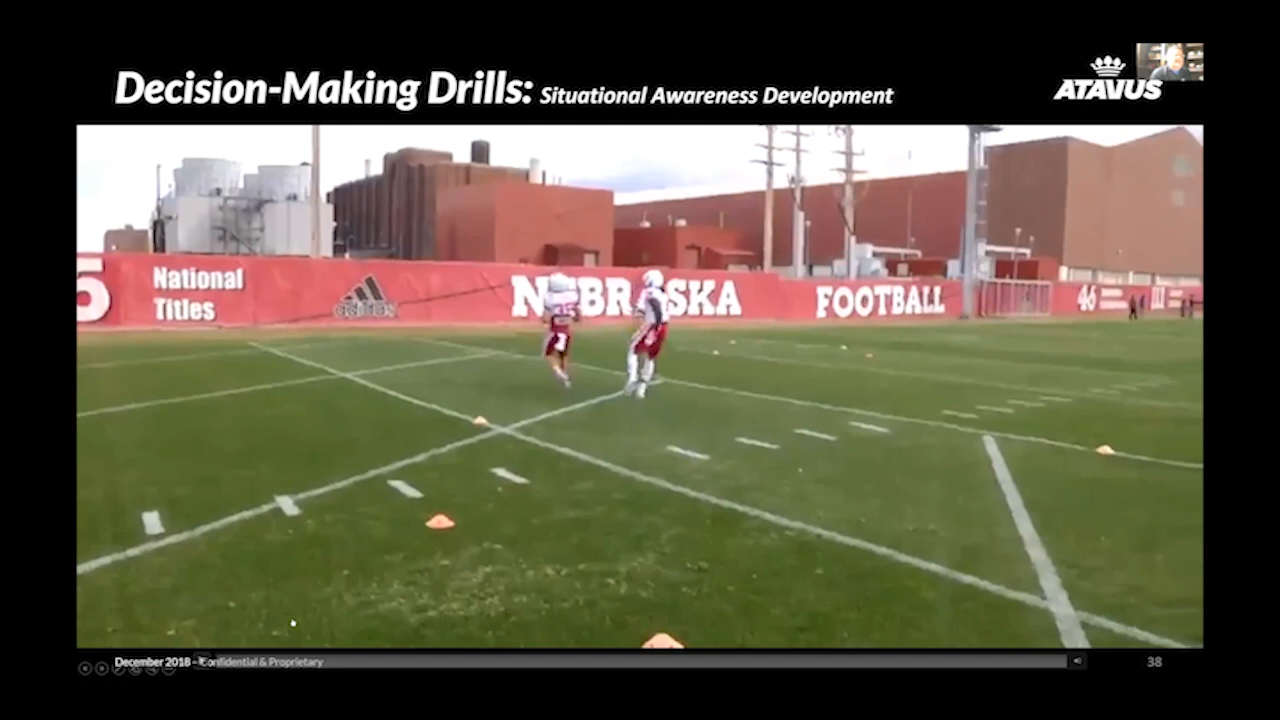 Decision-Making Drills: Situational Awareness Development
ATAVUS
5 National Titles
adidas
NEBRASKA
FOOTBALL
46
December 2018 - Confidential & Proprietary
38